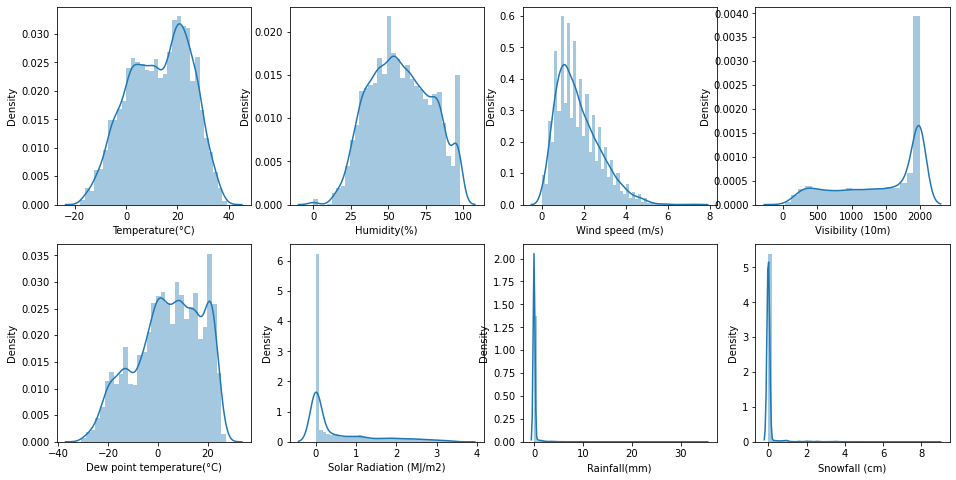 0.030
0.025
0.020
0.015
0.010
0.005
0.000
Density
−20 0 20 40
Temperature(°C)
0.020
0.015
0.010
0.005
0.000
Density
0 25 50 75 100
Humidity(%)
0.6
0.5
0.4
0.3
0.2
0.1
0.0
Density
0 2 4 6 8
Wind speed (m/s)
0.0040
0.0035
0.0030
0.0025
0.0020
0.0015
0.0010
0.0005
0.0000
Density
0 500 1000 1500 2000
Visibility (10m)
0.035
0.030
0.025
0.020
0.015
0.010
0.005
0.000
Density
−40 −20 0 20
Dew point temperature(°C)
6
5
4
3
2
1
0
Density
0 1 2 3 4
Solar Radiation (MJ/m2)
2.00
1.75
1.50
1.25
1.00
0.75
0.50
0.25
0.00
Density
0 10 20 30
Rainfall(mm)
5
4
3
2
1
0
Density
0 2 4 6 8
Snowfall (cm)